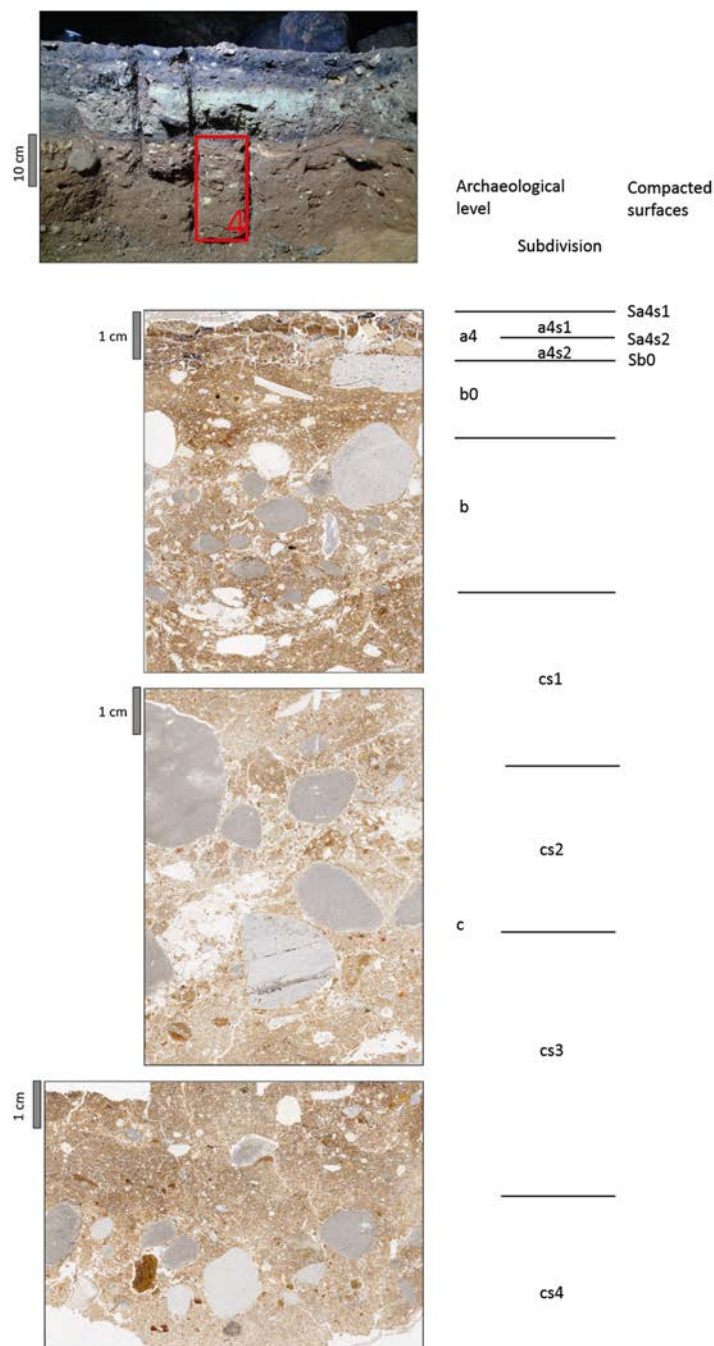 10 cm
4
Archaeological level
Compacted surfaces
Subdivision
1 cm
Sa4s1
a4
a4s1
Sa4s2
a4s2
Sb0
b0
b
cs1
1 cm
cs2
c
cs3
1 cm
cs4